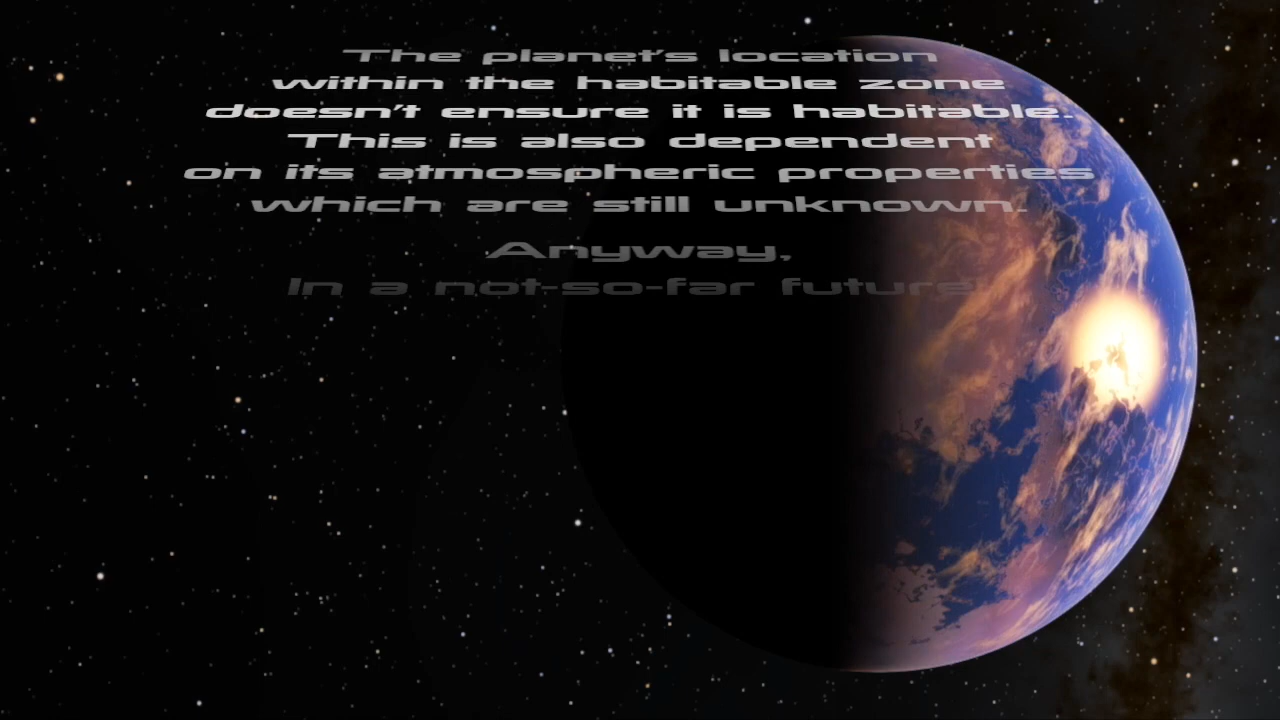 The planet's location
within the habitable zone
doesn't ensure it is habitable.
This is also dependent
on its atmospheric properties
which are still unknown.
Anyway,
In a not-so-far future